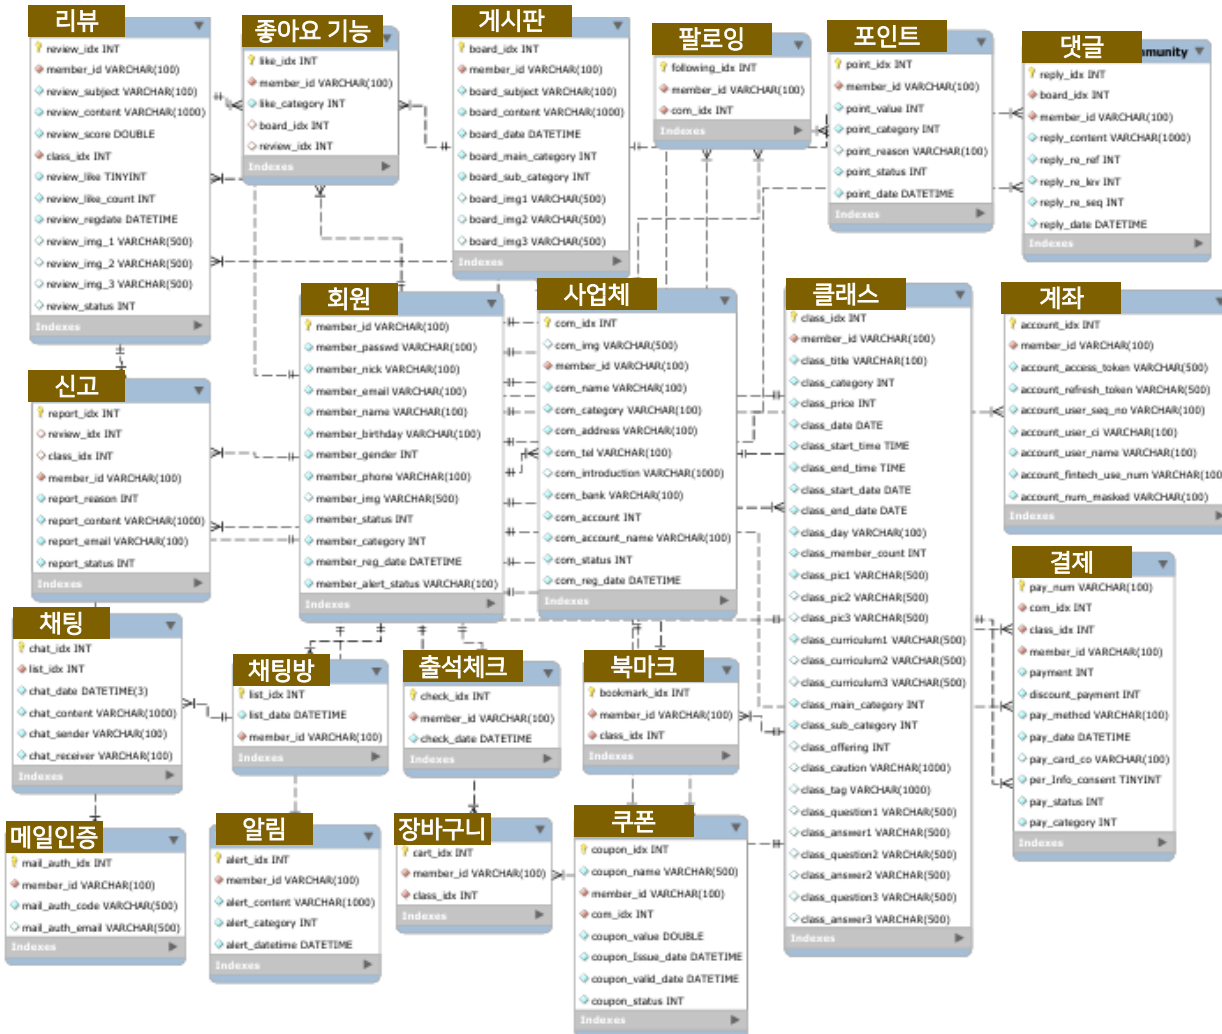 리뷰
review_idx INT
member_id VARCHAR(100)
review_subject VARCHAR(100)
review_content VARCHAR(1000)
review_score DOUBLE
class_idx INT
review_like TINYINT
review_like_count INT
review_regdate DATETIME
review_img_1 VARCHAR(500)
review_img_2 VARCHAR(500)
review_img_3 VARCHAR(500)
review_status INT
Indexes
좋아요 기능
like_idx INT
member_id VARCHAR(100)
like_category INT
board_idx INT
review_idx INT
Indexes
게시판
board_idx INT
member_id VARCHAR(100)
board_subject VARCHAR(100)
board_content VARCHAR(1000)
board_date DATETIME
board_main_category INT
board_sub_category INT
board_img1 VARCHAR(500)
board_img2 VARCHAR(500)
board_img3 VARCHAR(500)
Indexes
팔로잉
following_idx INT
member_id VARCHAR(100)
com_idx INT
Indexes
포인트
point_idx INT
member_id VARCHAR(100)
point_value INT
point_category INT
point_reason VARCHAR(100)
point_status INT
point_date DATETIME
Indexes
댓글 mmunity
reply_idx INT
board_idx INT
member_id VARCHAR(100)
reply_content VARCHAR(1000)
reply_re_ref INT
reply_re_lev INT
reply_re_seq INT
reply_date DATETIME
Indexes
회원
member_id VARCHAR(100)
member_passwd VARCHAR(100)
member_nick VARCHAR(100)
member_email VARCHAR(100)
member_name VARCHAR(100)
member_birthday VARCHAR(100)
member_gender INT
member_phone VARCHAR(100)
member_img VARCHAR(500)
member_status INT
member_category INT
member_reg_date DATETIME
member_alert_status VARCHAR(100)
Indexes
사업체
com_idx INT
com_img VARCHAR(500)
member_id VARCHAR(100)
com_name VARCHAR(100)
com_category VARCHAR(100)
com_address VARCHAR(100)
com_tel VARCHAR(100)
com_introduction VARCHAR(1000)
com_bank VARCHAR(100)
com_account INT
com_account_name VARCHAR(100)
com_status INT
com_reg_date DATETIME
Indexes
클래스
class_idx INT
member_id VARCHAR(100)
class_title VARCHAR(100)
class_category INT
class_price INT
class_date DATE
class_start_time TIME
class_end_time TIME
class_start_date DATE
class_end_date DATE
class_day VARCHAR(100)
class_member_count INT
class_pic1 VARCHAR(500)
class_pic2 VARCHAR(500)
class_pic3 VARCHAR(500)
class_curriculum1 VARCHAR(500)
class_curriculum2 VARCHAR(500)
class_curriculum3 VARCHAR(500)
class_main_category INT
class_sub_category INT
class_offering INT
class_caution VARCHAR(1000)
class_tag VARCHAR(1000)
class_question1 VARCHAR(500)
class_answer1 VARCHAR(500)
class_question2 VARCHAR(500)
class_answer2 VARCHAR(500)
class_question3 VARCHAR(500)
class_answer3 VARCHAR(500)
Indexes
계좌
account_idx INT
member_id VARCHAR(100)
account_access_token VARCHAR(500)
account_refresh_token VARCHAR(500)
account_user_seq_no VARCHAR(100)
account_user_ci VARCHAR(100)
account_user_name VARCHAR(100)
account_fintech_use_num VARCHAR(100
account_num_masked VARCHAR(100)
Indexes
신고
report_idx INT
review_idx INT
class_idx INT
member_id VARCHAR(100)
report_reason INT
report_content VARCHAR(1000)
report_email VARCHAR(100)
report_status INT
Indexes
결제
pay_num VARCHAR(100)
com_idx INT
class_idx INT
member_id VARCHAR(100)
payment INT
discount_payment INT
pay_method VARCHAR(100)
pay_date DATETIME
pay_card_co VARCHAR(100)
per_Info_consent TINYINT
pay_status INT
pay_category INT
Indexes
채팅
chat_idx INT
list_idx INT
chat_date DATETIME(3)
chat_content VARCHAR(1000)
chat_sender VARCHAR(100)
chat_receiver VARCHAR(100)
Indexes
채팅방
list_idx INT
list_date DATETIME
member_id VARCHAR(100)
Indexes
출석체크
check_idx INT
member_id VARCHAR(100)
check_date DATETIME
Indexes
북마크
bookmark_idx INT
member_id VARCHAR(100)
class_idx INT
Indexes
메일인증
mail_auth_idx INT
member_id VARCHAR(100)
mail_auth_code VARCHAR(500)
mail_auth_email VARCHAR(500)
Indexes
알림
alert_idx INT
member_id VARCHAR(100)
alert_content VARCHAR(1000)
alert_category INT
alert_datetime DATETIME
Indexes
장바구니
cart_idx INT
member_id VARCHAR(100)
class_idx INT
Indexes
쿠폰
coupon_idx INT
coupon_name VARCHAR(500)
member_id VARCHAR(100)
com_idx INT
coupon_value DOUBLE
coupon_Issue_date DATETIME
coupon_valid_date DATETIME
coupon_status INT
Indexes